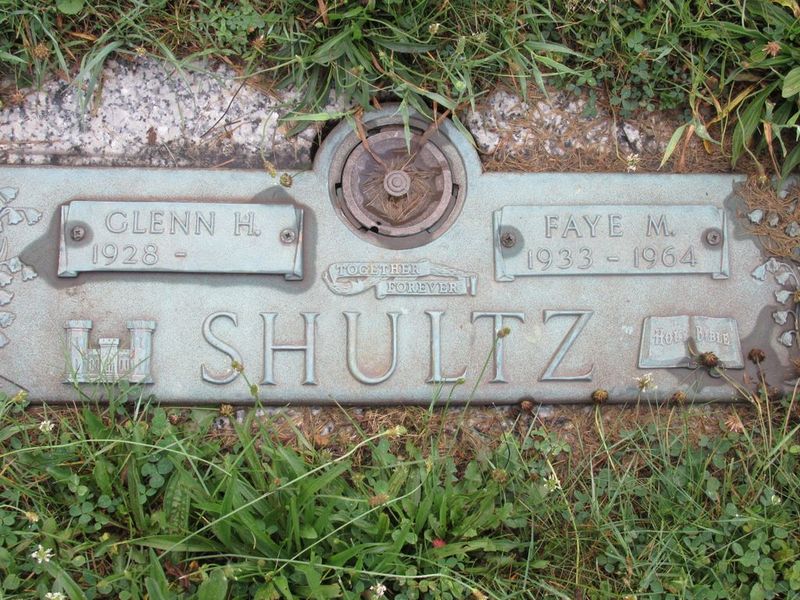 GLENN H.
1928 -
FAYE M.
1933 - 1964
TOGETHER
FOREVER
SHULTZ
HOLY BIBLE